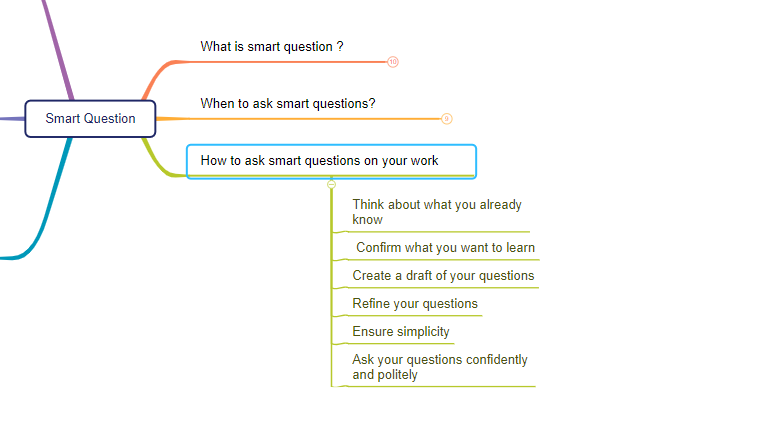 What is smart question ?
10
When to ask smart questions?
9
Smart Question
How to ask smart questions on your work
Think about what you already
know
Confirm what you want to learn
Create a draft of your questions
Refine your questions
Ensure simplicity
Ask your questions confidently
and politely